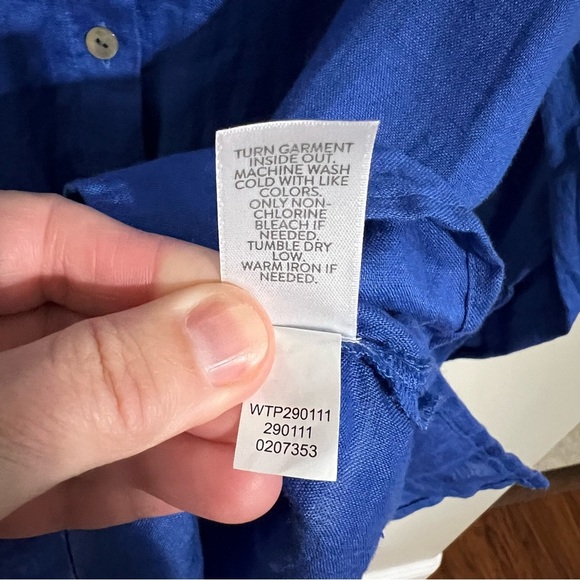 TURN GARMENT
INSIDE OUT.
MACHINE WASH
COLD WITH LIKE
COLORS.
ONLY NON-
CHLORINE
BLEACH IF
NEEDED.
TUMBLE DRY
LOW.
WARM IRON IF
NEEDED.
WTP290111
290111
0207353